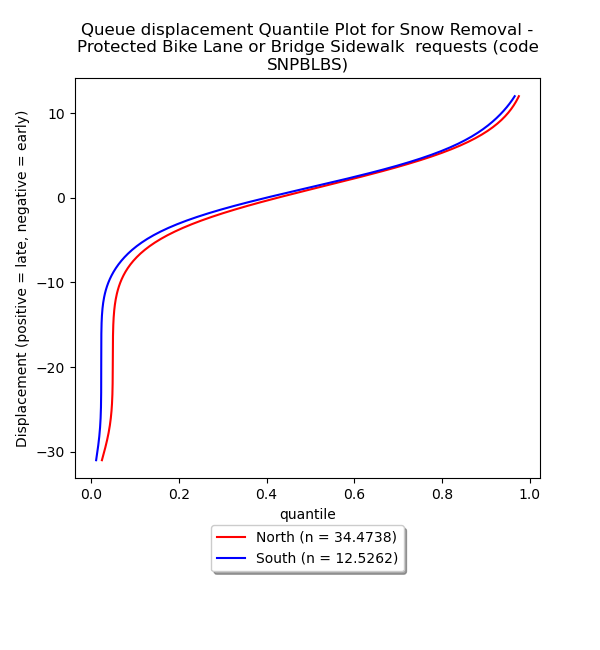 Queue displacement Quantile Plot for Snow Removal -
Protected Bike Lane or Bridge Sidewalk  requests (code
SNPBLBS)
Displacement (positive = late, negative = early)
10
0
−10
−20
−30
0.0 0.2 0.4 0.6 0.8 1.0
quantile
North (n = 34.4738)
South (n = 12.5262)